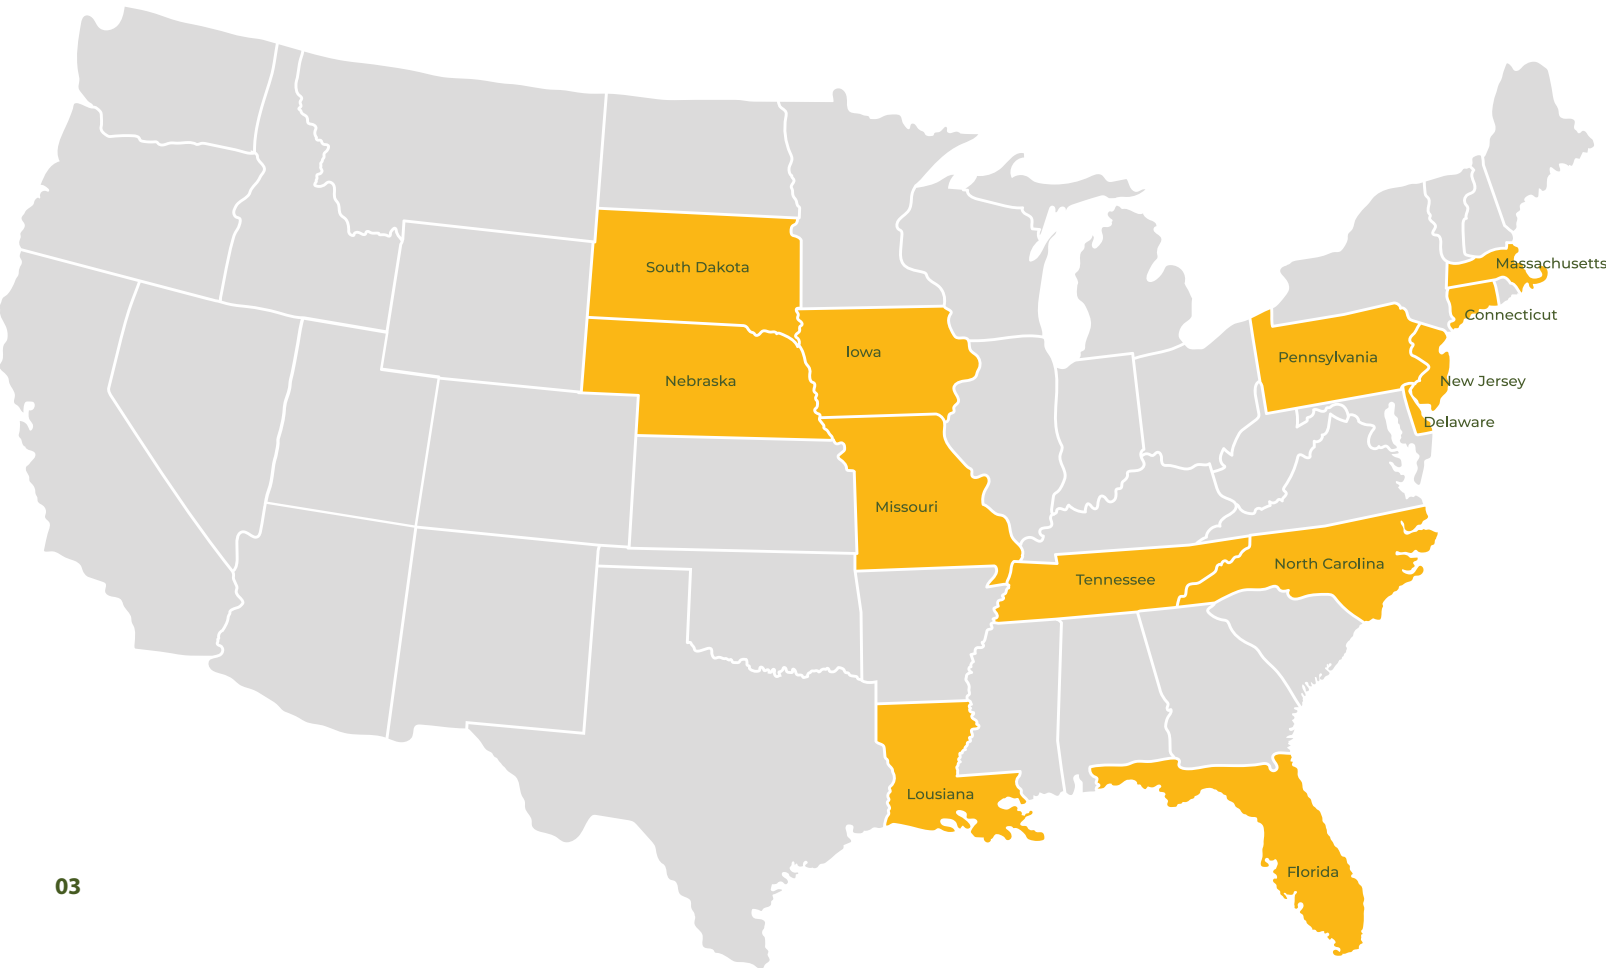 Massachusetts
South Dakota
Connecticut
Iowa
Pennsylvania
Nebraska
New Jersey
Delaware
Missouri
North Carolina
Tennessee
Lousiana
Florida
03